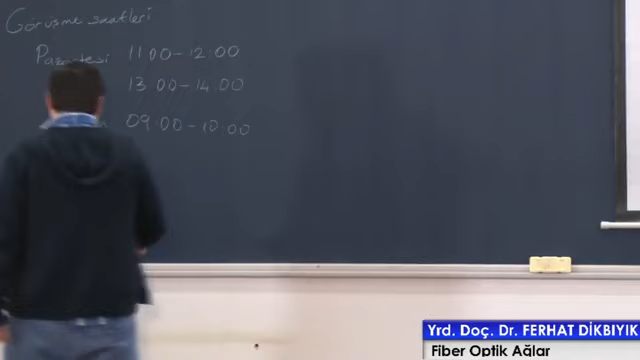 Görüşme saatleri
Pazartesi 11:00-12:00
13:00-14:00
09:00-10:00
Yrd. Doç. Dr. FERHAT DİKBIYIK
Fiber Optik Ağlar